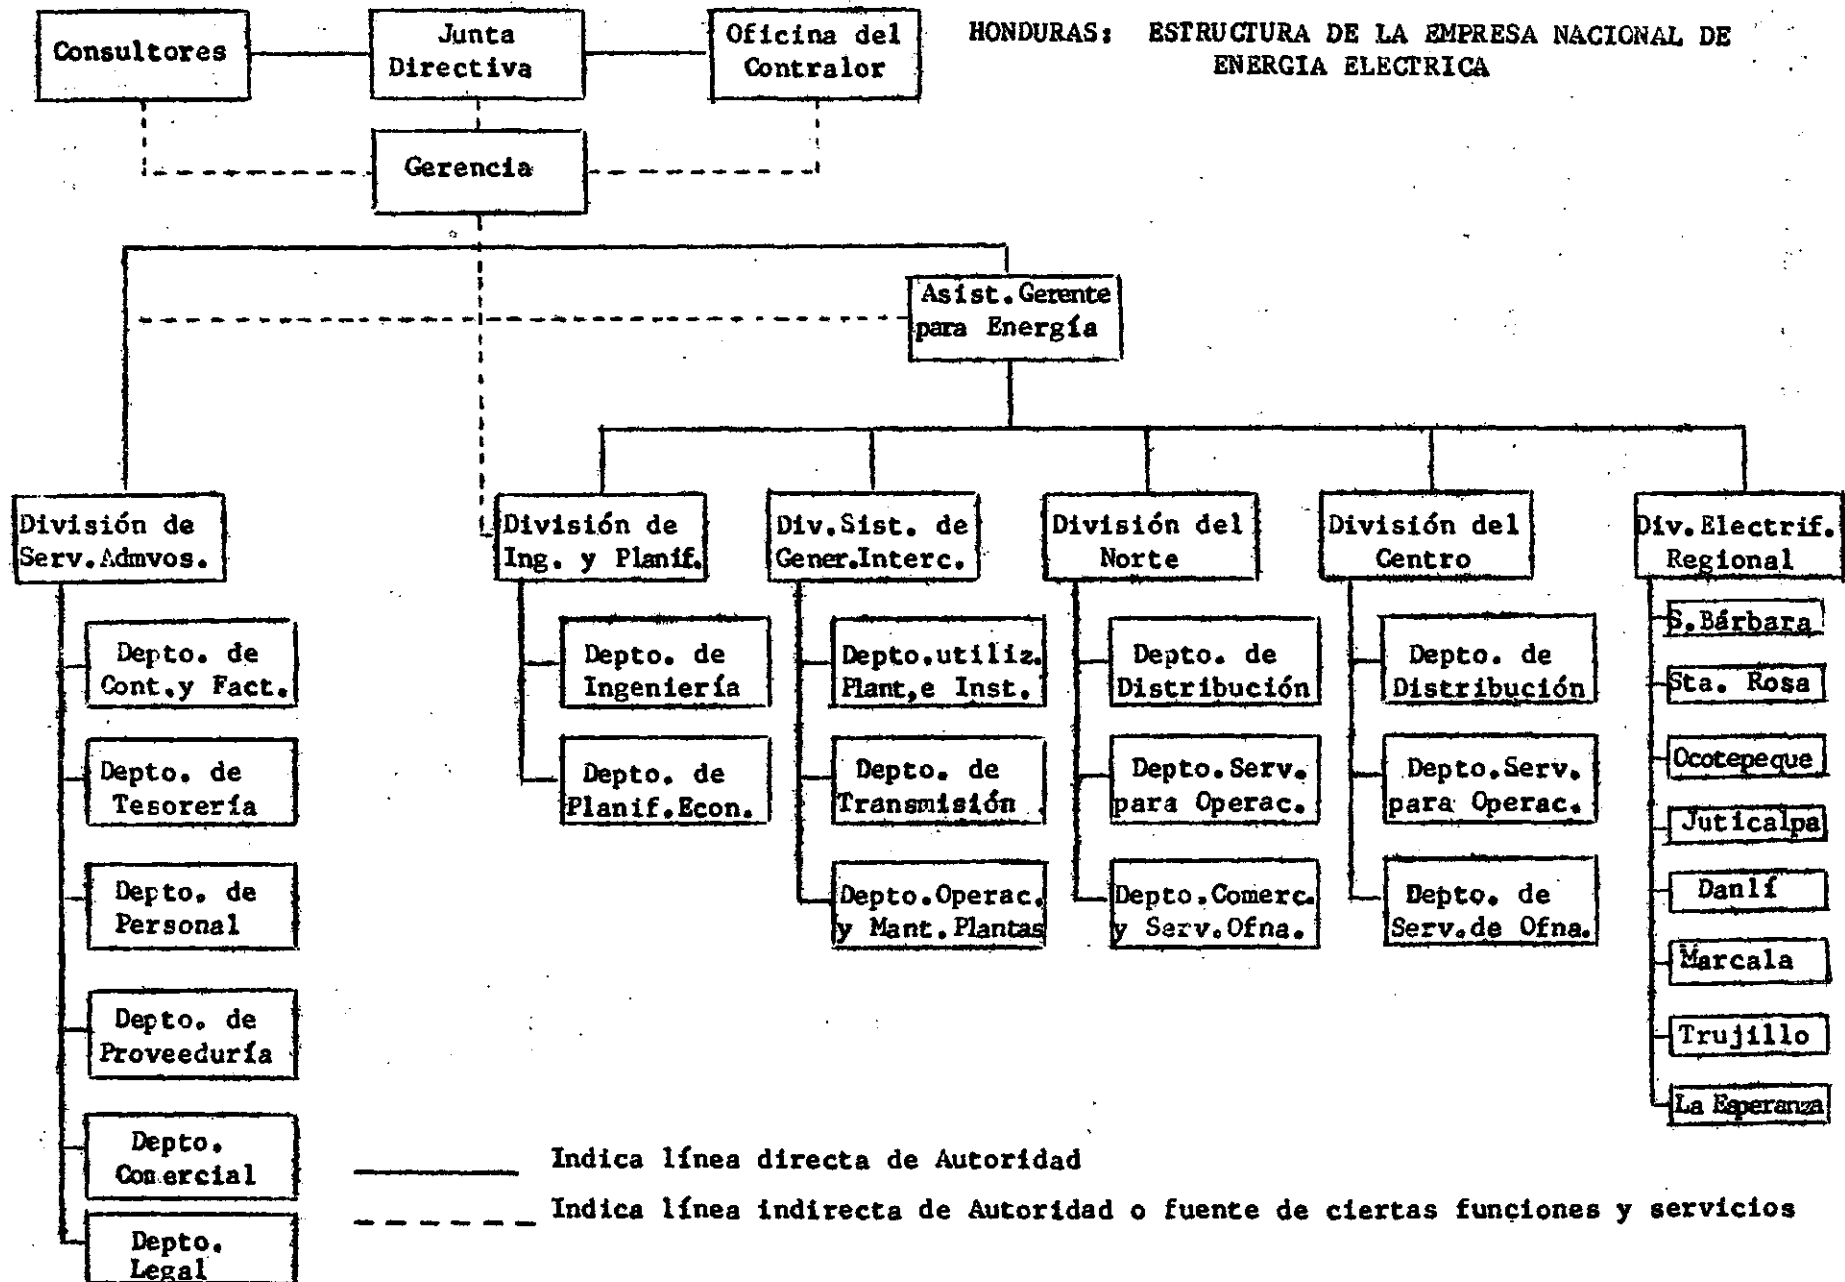 HONDURAS: ESTRUCTURA DE LA EMPRESA NACIONAL DE
ENERGIA ELECTRICA
Consultores
Junta
Directiva
Oficina del
Contralor
Gerencia
Asist.Gerente
para Energía
División de
Serv.Admvos.
División de
Ing. y Planif.
Div.Sist. de
Gener.Interc.
División del
Norte
División del
Centro
Div.Electrif.
Regional
Depto. de
Cont.y Fact.
Depto. de
Tesorería
Depto. de
Personal
Depto. de
Proveeduría
Depto.
Comercial
Depto.
Legal
Depto. de
Ingeniería
Depto. de
Planif.Econ.
Depto.utiliz.
Plant,e Inst.
Depto. de
Transmisión
Depto.Operac.
y Mant.Plantas
Depto. de
Distribución
Depto.Serv.
para Operac.
Depto.Comerc.
y Serv.Ofna.
Depto. de
Distribución
Depto.Serv.
para Operac.
Depto. de
Serv.de Ofna.
S.Bárbara
Sta. Rosa
Ocotepeque
Juticalpa
Danlí
Marcala
Trujillo
La Esperanza
Indica línea directa de Autoridad
Indica línea indirecta de Autoridad o fuente de ciertas funciones y servicios